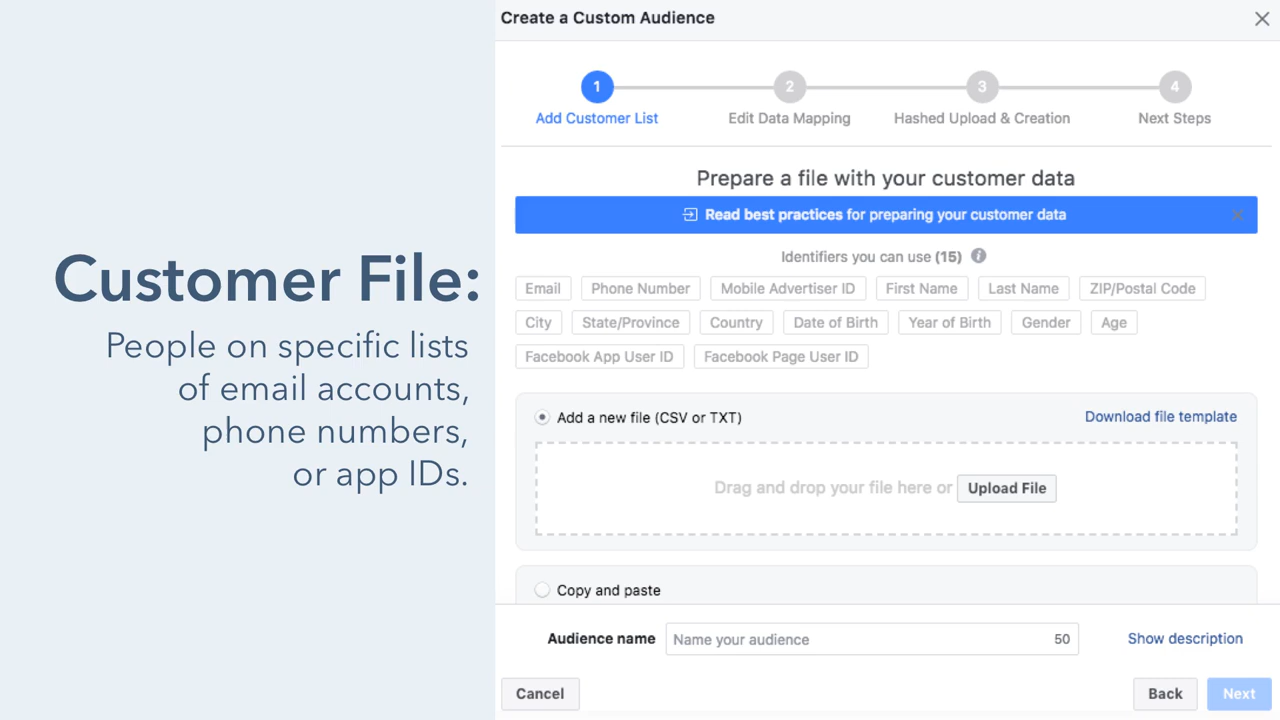 Customer File:
People on specific lists
of email accounts,
phone numbers,
or app IDs.
Create a Custom Audience
1 2 3 4
Add Customer List Edit Data Mapping Hashed Upload & Creation Next Steps
Prepare a file with your customer data
Read best practices for preparing your customer data
Identifiers you can use (15)
Email Phone Number Mobile Advertiser ID First Name Last Name ZIP/Postal Code
City State/Province Country Date of Birth Year of Birth Gender Age
Facebook App User ID Facebook Page User ID
Add a new file (CSV or TXT) Download file template
Drag and drop your file here or Upload File
Copy and paste
Audience name Name your audience 50 Show description
Cancel Back Next